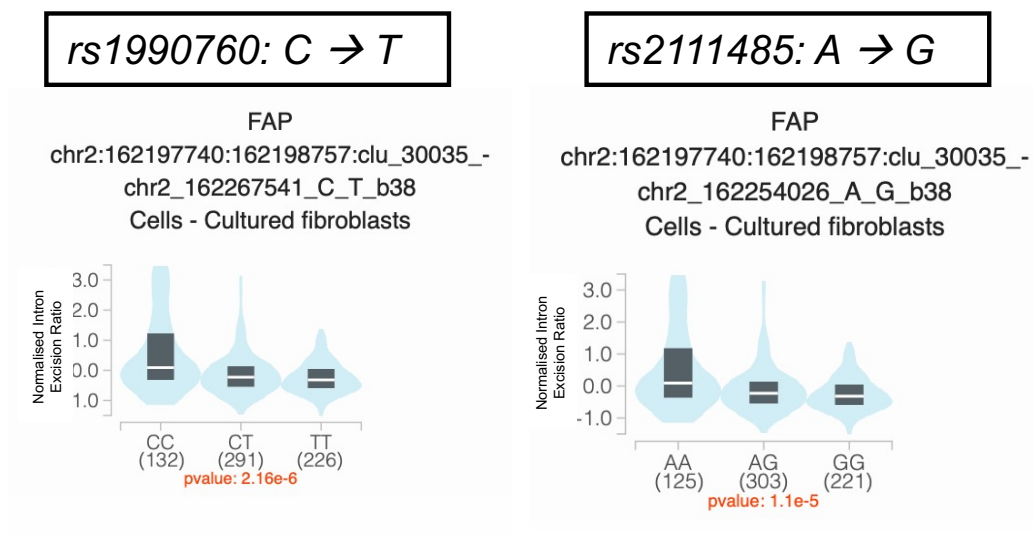 rs1990760: C → T
FAP
chr2:162197740:162198757:clu_30035_-
chr2_162267541_C_T_b38
Cells - Cultured fibroblasts
Normalised Intron
Excision Ratio
3.0
2.0
1.0
0.0
1.0
CC
(132)
CT
(291)
TT
(226)
pvalue: 2.16e-6
rs2111485: A → G
FAP
chr2:162197740:162198757:clu_30035_-
chr2_162254026_A_G_b38
Cells - Cultured fibroblasts
Normalised Intron
Excision Ratio
3.0
2.0
1.0
0.0
-1.0
AA
(125)
AG
(303)
GG
(221)
pvalue: 1.1e-5